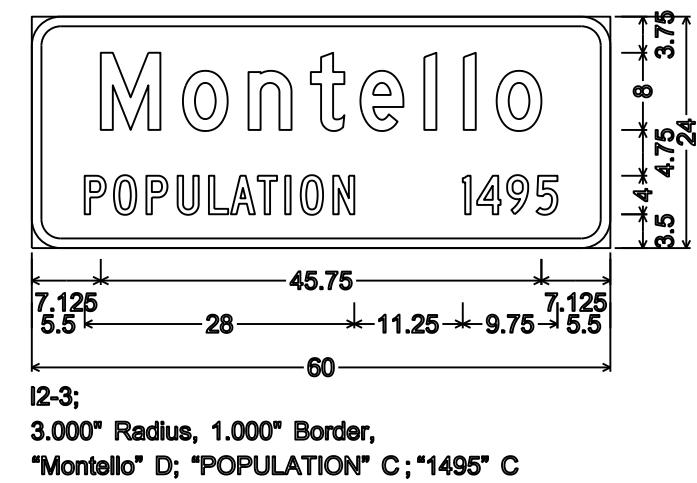 Montello
POPULATION 1495
3.75
8
4.75
4
3.5
24
45.75
7.125 7.125
5.5 28 11.25 9.75 5.5
60
I2-3;
3.000" Radius, 1.000" Border,
“Montello” D; “POPULATION” C; “1495” C